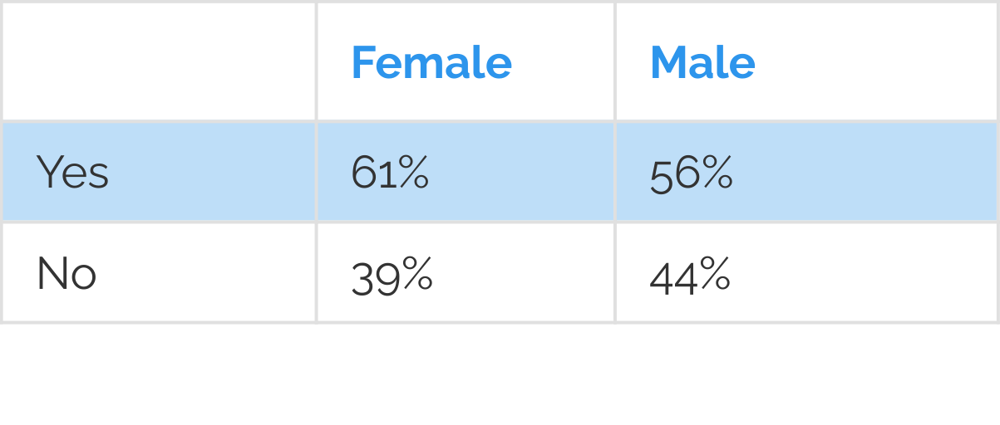 Female Male
Yes 61% 56%
No 39% 44%